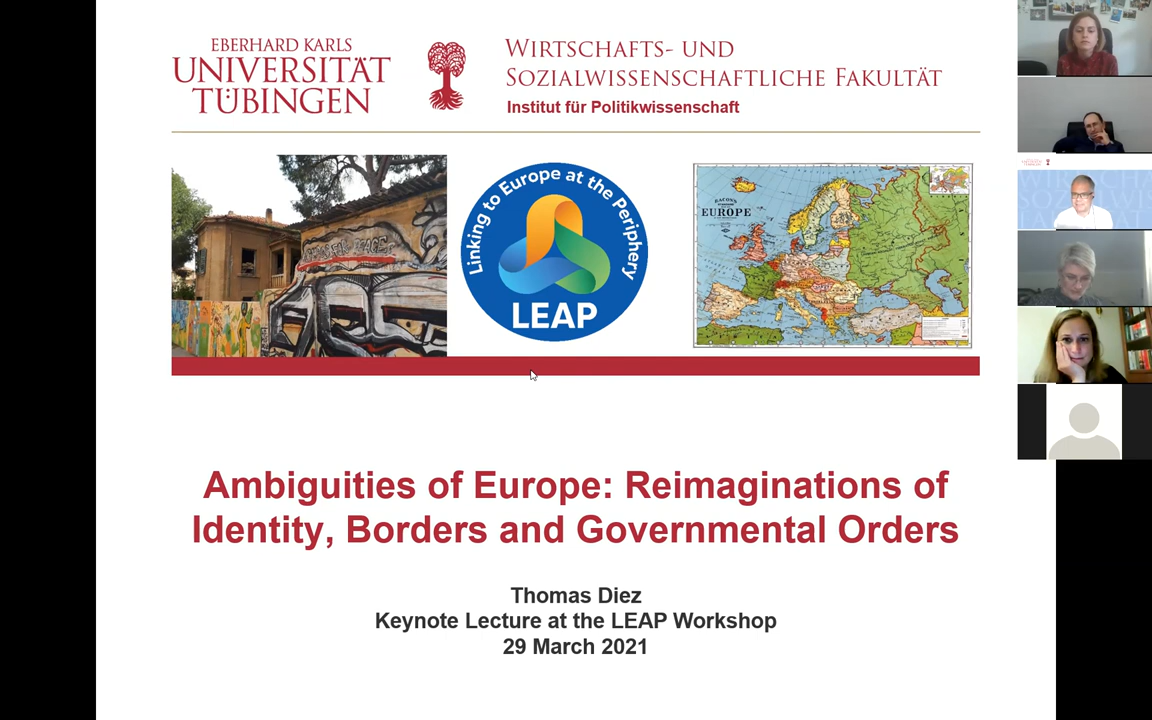 EBERHARD KARLS
UNIVERSITÄT
TÜBINGEN
WIRTSCHAFTS- UND
SOZIALWISSENSCHAFTLICHE FAKULTÄT
Institut für Politikwissenschaft
Linking to Europe at the Periphery
LEAP
BACON'S
EUROPE
Ambiguities of Europe: Reimaginations of
Identity, Borders and Governmental Orders
Thomas Diez
Keynote Lecture at the LEAP Workshop
29 March 2021